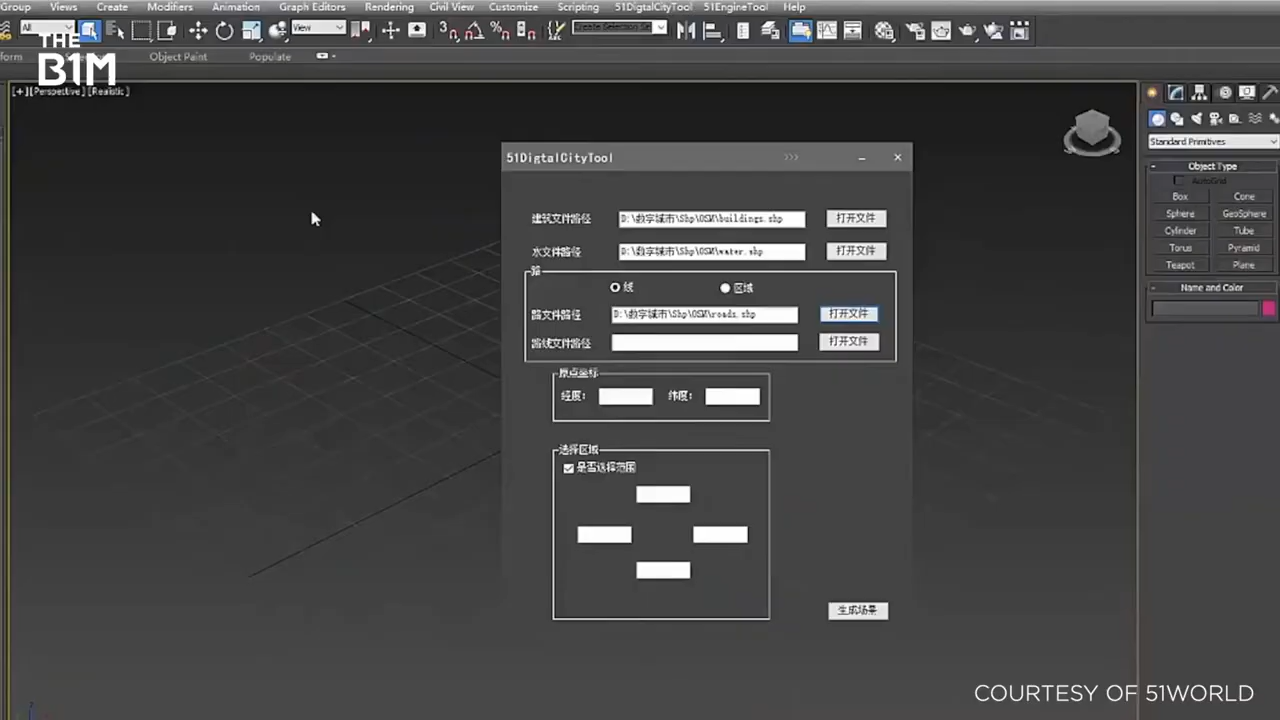 Group Views Create Modifiers Animation Graph Editors Rendering Civil View Customize Scripting 51DigtalCityTool 51EngineTool Help
All View
THE
B1M
form Object Paint Populate
[+][Perspective][Realistic]
Standard Primitives
Object Type
AutoGrid
Box Cone
Sphere GeoSphere
Cylinder Tube
Torus Pyramid
Teapot Plane
Name and Color
51DigtalCityTool
建筑文件路径 D:\数字城市\Shp\OSM\buildings.shp 打开文件
水文件路径 D:\数字城市\Shp\OSM\water.shp 打开文件
路
线 区域
路文件路径 D:\数字城市\Shp\OSM\roads.shp 打开文件
路线文件路径 打开文件
原点坐标
经度: 纬度:
选择区域
是否选择范围
生成场景
COURTESY OF 51WORLD